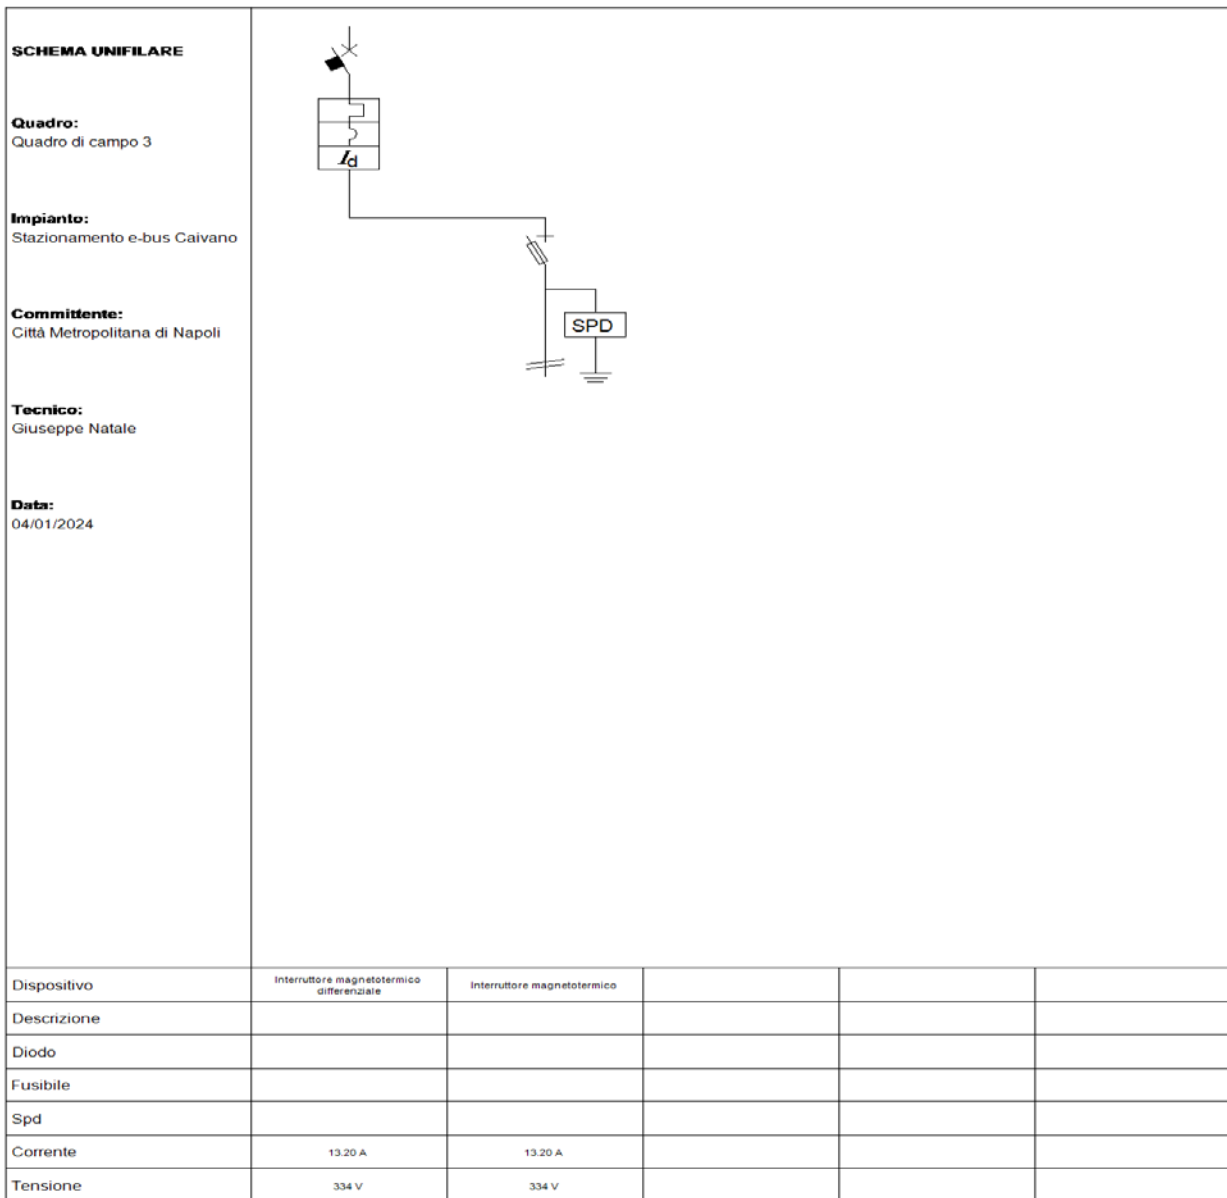 SCHEMA UNIFILARE
Quadro:
Quadro di campo 3
Impianto:
Stazionamento e-bus Caivano
Committente:
Città Metropolitana di Napoli
Tecnico:
Giuseppe Natale
Data:
04/01/2024
Id
SPD
Dispositivo
Interruttore magnetotermico
differenziale
Interruttore magnetotermico
Descrizione
Diodo
Fusibile
Spd
Corrente 13.20 A 13.20 A
Tensione 334 V 334 V